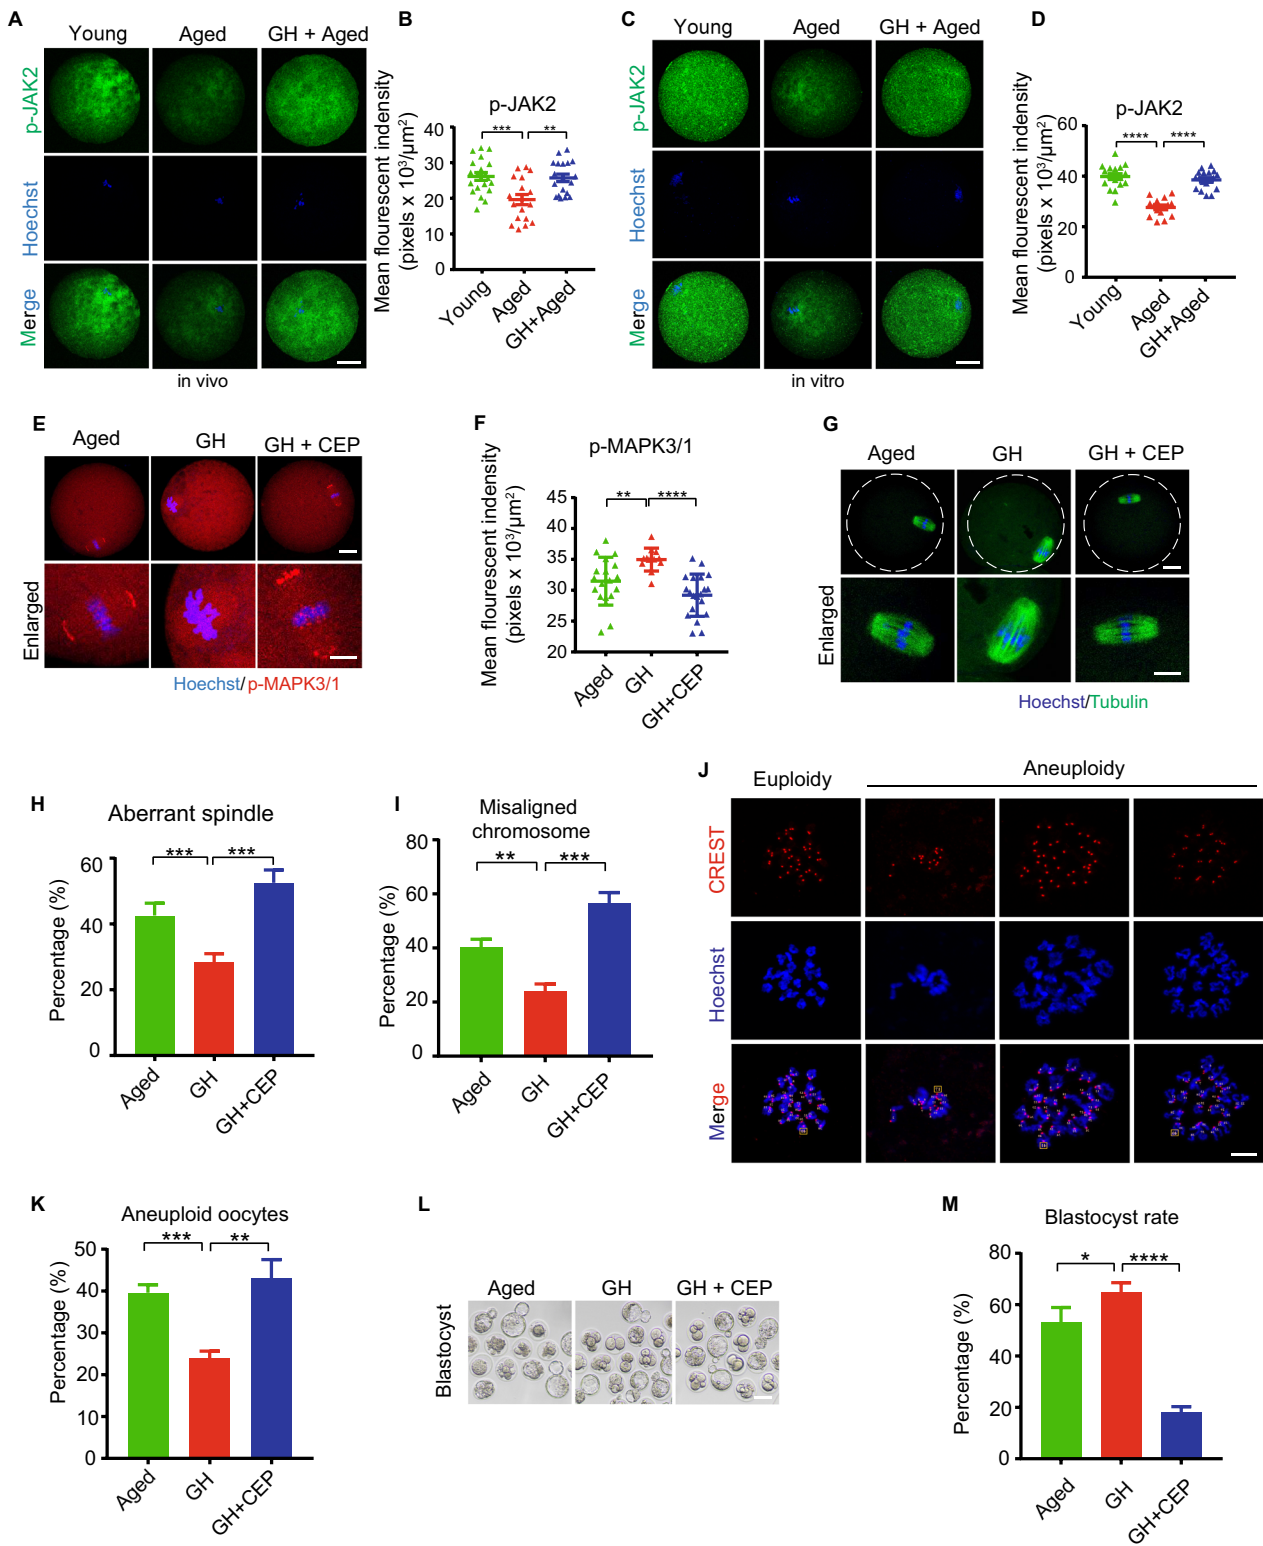 A
Young
Aged
GH + Aged
p-JAK2
Hoechst
Merge
in vivo
B
p-JAK2
Mean flourescent indensity
(pixels x 10³/µm²)
40
30
20
10
0
***
**
Young
Aged
GH+Aged
C
Young
Aged
GH + Aged
p-JAK2
Hoechst
Merge
in vitro
D
p-JAK2
Mean flourescent indensity
(pixels x 10³/µm²)
60
40
20
0
****
****
Young
Aged
GH+Aged
E
Aged
GH
GH + CEP
Enlarged
Hoechst/p-MAPK3/1
F
p-MAPK3/1
Mean flourescent indensity
(pixels x 10³/µm²)
45
40
35
30
25
20
**
****
Aged
GH
GH+CEP
G
Aged
GH
GH + CEP
Enlarged
Hoechst/Tubulin
H
Aberrant spindle
Percentage (%)
60
40
20
0
***
***
Aged
GH
GH+CEP
I
Misaligned
chromosome
Percentage (%)
80
60
40
20
0
**
***
Aged
GH
GH+CEP
J
Euploidy
Aneuploidy
CREST
Hoechst
Merge
K
Aneuploid oocytes
Percentage (%)
50
40
30
20
10
0
***
**
Aged
GH
GH+CEP
L
Aged
GH
GH + CEP
Blastocyst
M
Blastocyst rate
Percentage (%)
80
60
40
20
0
*
****
Aged
GH
GH+CEP